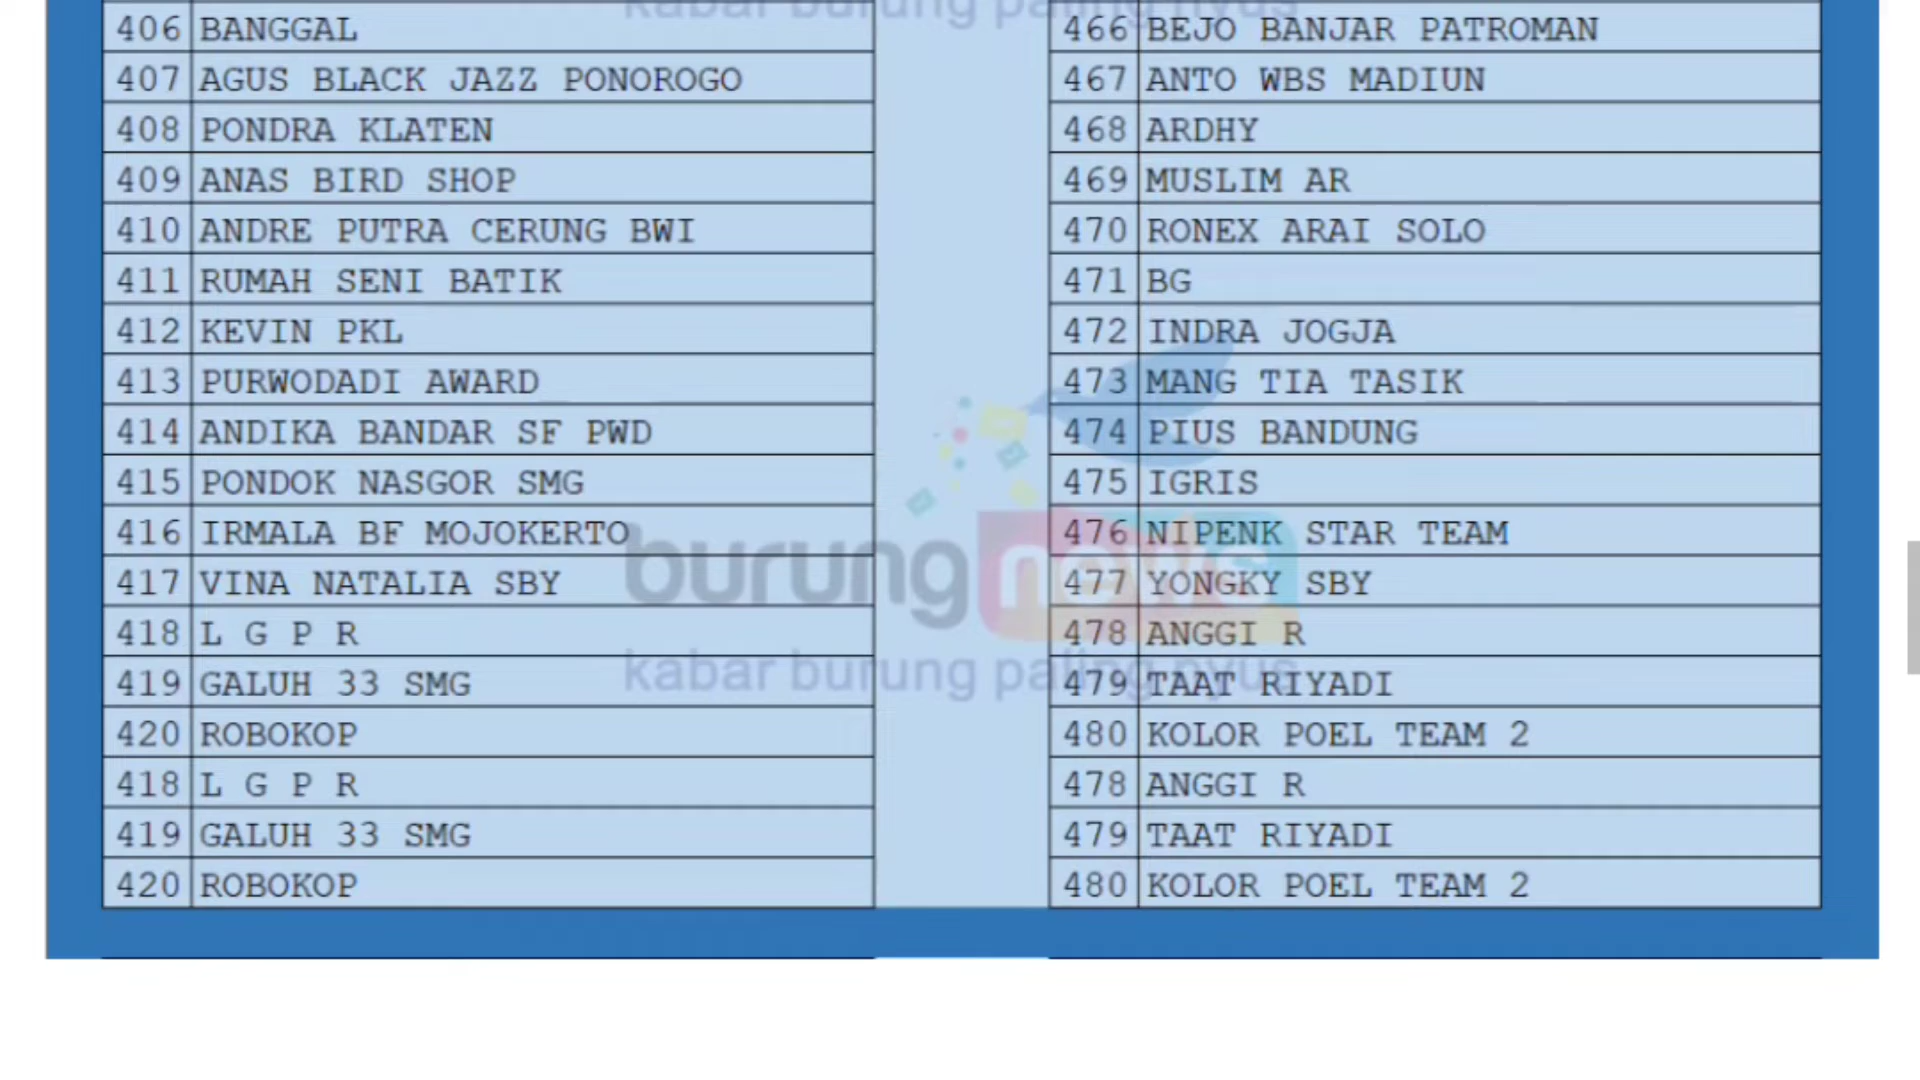 kabar burung paling nyus
406 BANGGAL
407 AGUS BLACK JAZZ PONOROGO
408 PONDRA KLATEN
409 ANAS BIRD SHOP
410 ANDRE PUTRA CERUNG BWI
411 RUMAH SENI BATIK
412 KEVIN PKL
413 PURWODADI AWARD
414 ANDIKA BANDAR SF PWD
415 PONDOK NASGOR SMG
416 IRMALA BF MOJOKERTO
417 VINA NATALIA SBY
418 L G P R
419 GALUH 33 SMG
420 ROBOKOP
418 L G P R
419 GALUH 33 SMG
420 ROBOKOP
466 BEJO BANJAR PATROMAN
467 ANTO WBS MADIUN
468 ARDHY
469 MUSLIM AR
470 RONEX ARAI SOLO
471 BG
472 INDRA JOGJA
473 MANG TIA TASIK
474 PIUS BANDUNG
475 IGRIS
476 NIPENK STAR TEAM
477 YONGKY SBY
478 ANGGI R
479 TAAT RIYADI
480 KOLOR POEL TEAM 2
478 ANGGI R
479 TAAT RIYADI
480 KOLOR POEL TEAM 2
burung news
kabar burung paling nyus